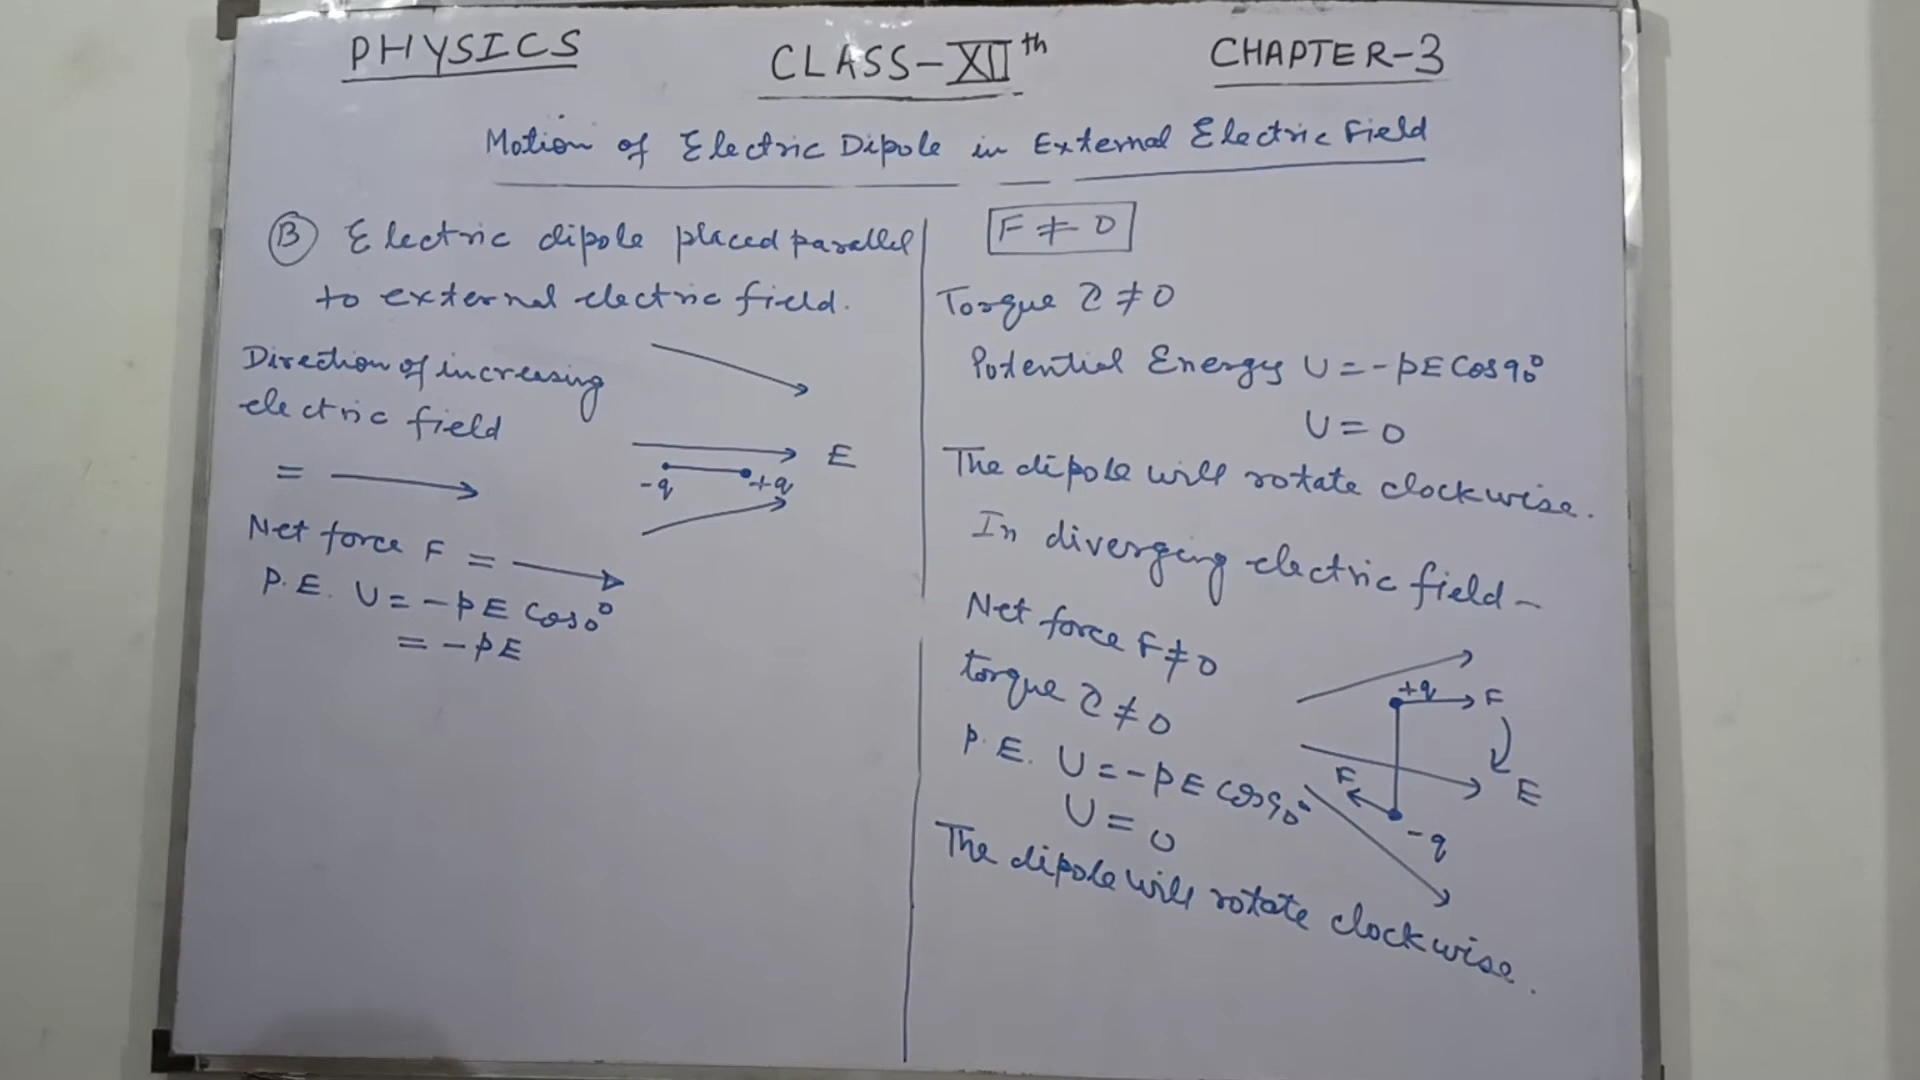 PHYSICS
CLASS-XIIth
CHAPTER-3
Motion of Electric Dipole in External Electric Field
(B) Electric dipole placed parallel
to external electric field.
Direction of increasing
electric field
= →
E
-q +q
Net force F = →
P.E. U = -pE Cos0°
= -pE
F ≠ 0
Torque τ ≠ 0
Potential Energy U = -pE Cos90°
U = 0
The dipole will rotate clockwise.
In diverging electric field -
Net force F ≠ 0
torque τ ≠ 0
P.E. U = -pE cos90°
U = 0
+q F
F E
-q
The dipole will rotate clockwise.